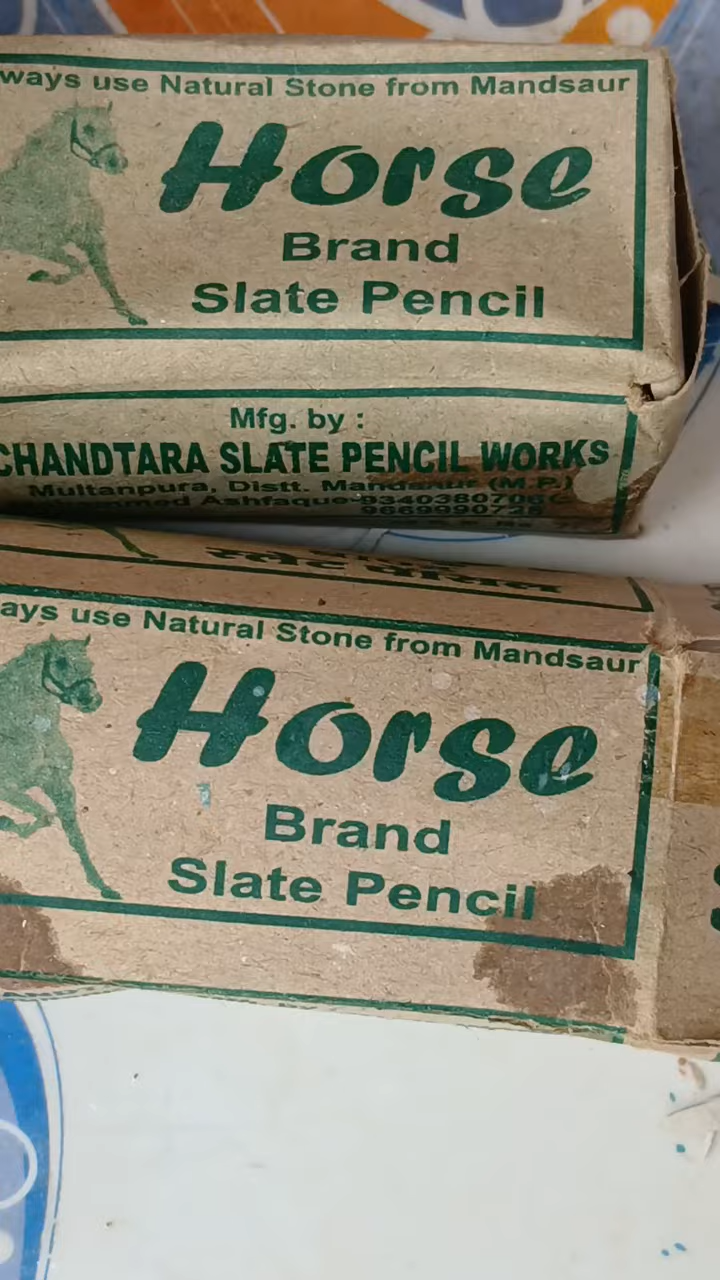 ways use Natural Stone from Mandsaur
Horse
Brand
Slate Pencil
Mfg. by :
CHANDTARA SLATE PENCIL WORKS
Multanpura, Distt. Mandsaur (M.P.)
Ashfaque
स्लेट पेंसिल
ays use Natural Stone from Mandsaur
Horse
Brand
Slate Pencil